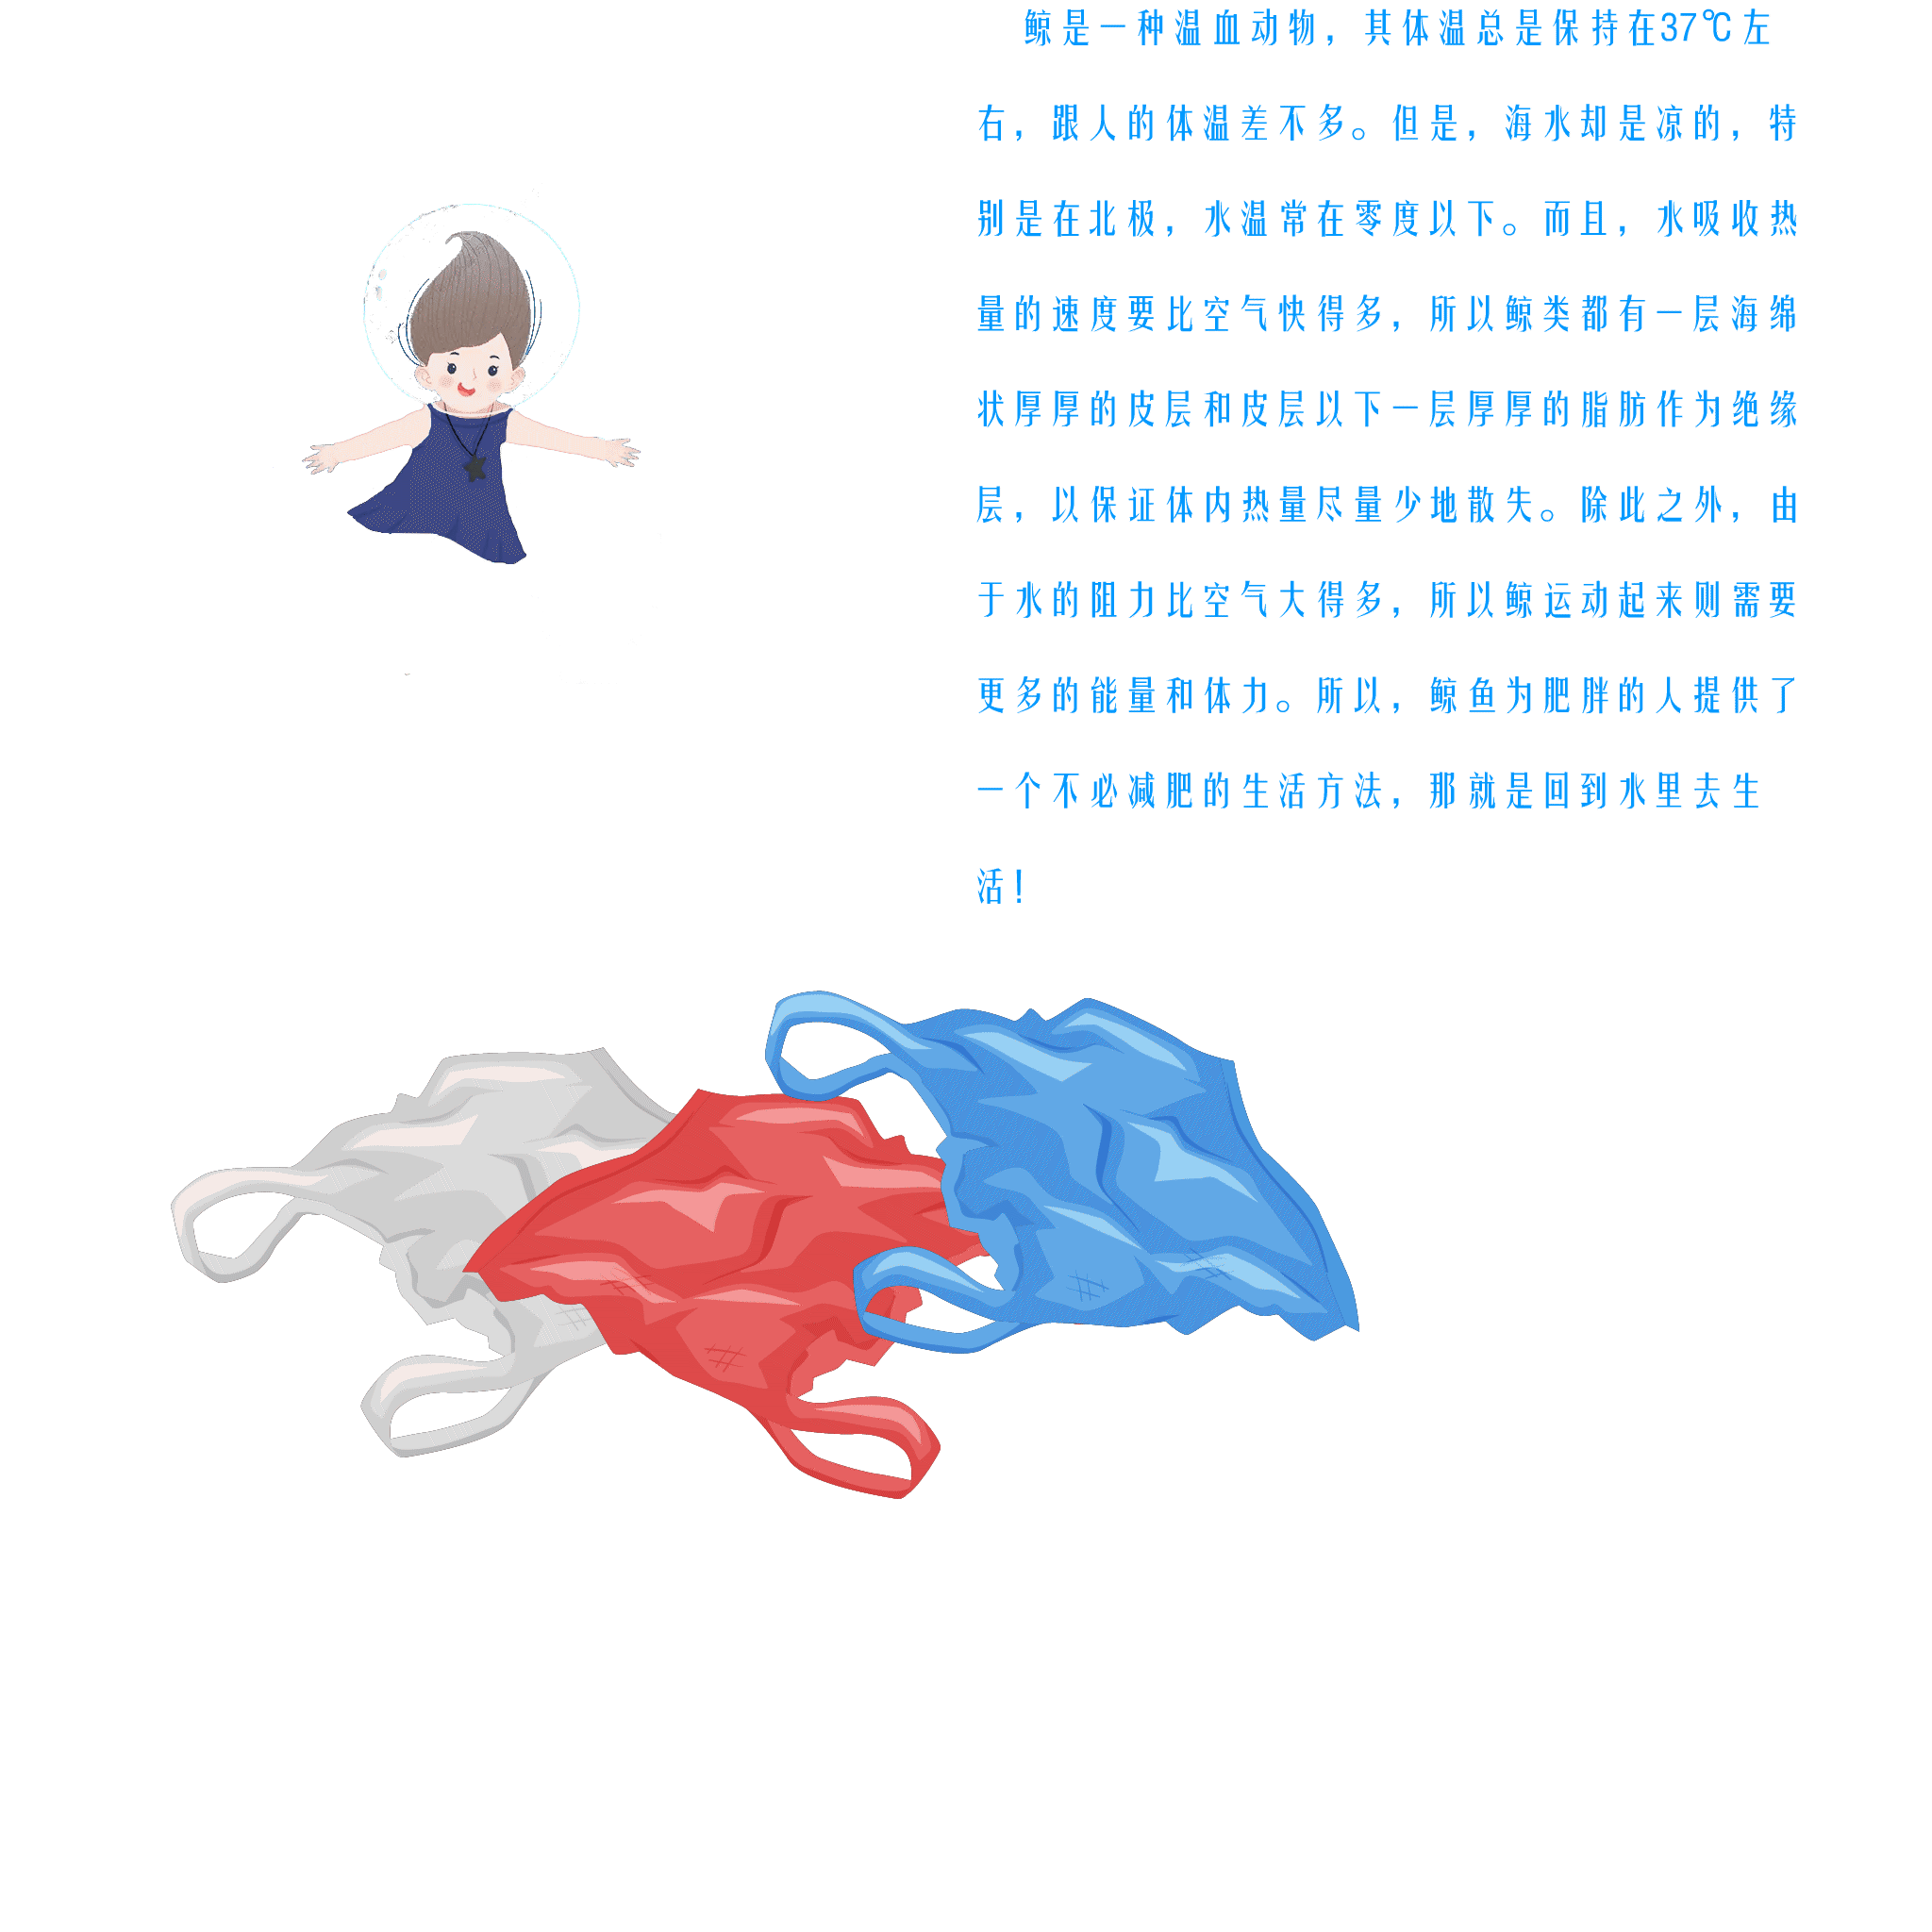 鲸是一种温血动物，其体温总是保持在37℃左
右，跟人的体温差不多。但是，海水却是凉的，特
别是在北极，水温常在零度以下。而且，水吸收热
量的速度要比空气快得多，所以鲸类都有一层海绵
状厚厚的皮层和皮层以下一层厚厚的脂肪作为绝缘
层，以保证体内热量尽量少地散失。除此之外，由
于水的阻力比空气大得多，所以鲸运动起来则需要
更多的能量和体力。所以，鲸鱼为肥胖的人提供了
一个不必减肥的生活方法，那就是回到水里去生
活！